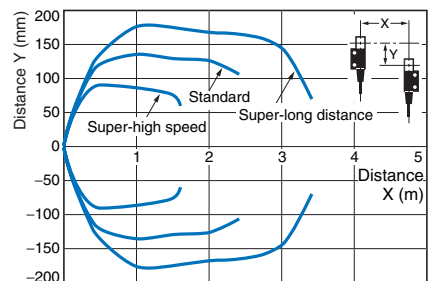 Distance Y (mm)
200
150
100
50
0
−50
−100
−150
−200
X
Y
Standard
Super-long distance
Super-high speed
1
2
3
4
5
Distance
X (m)